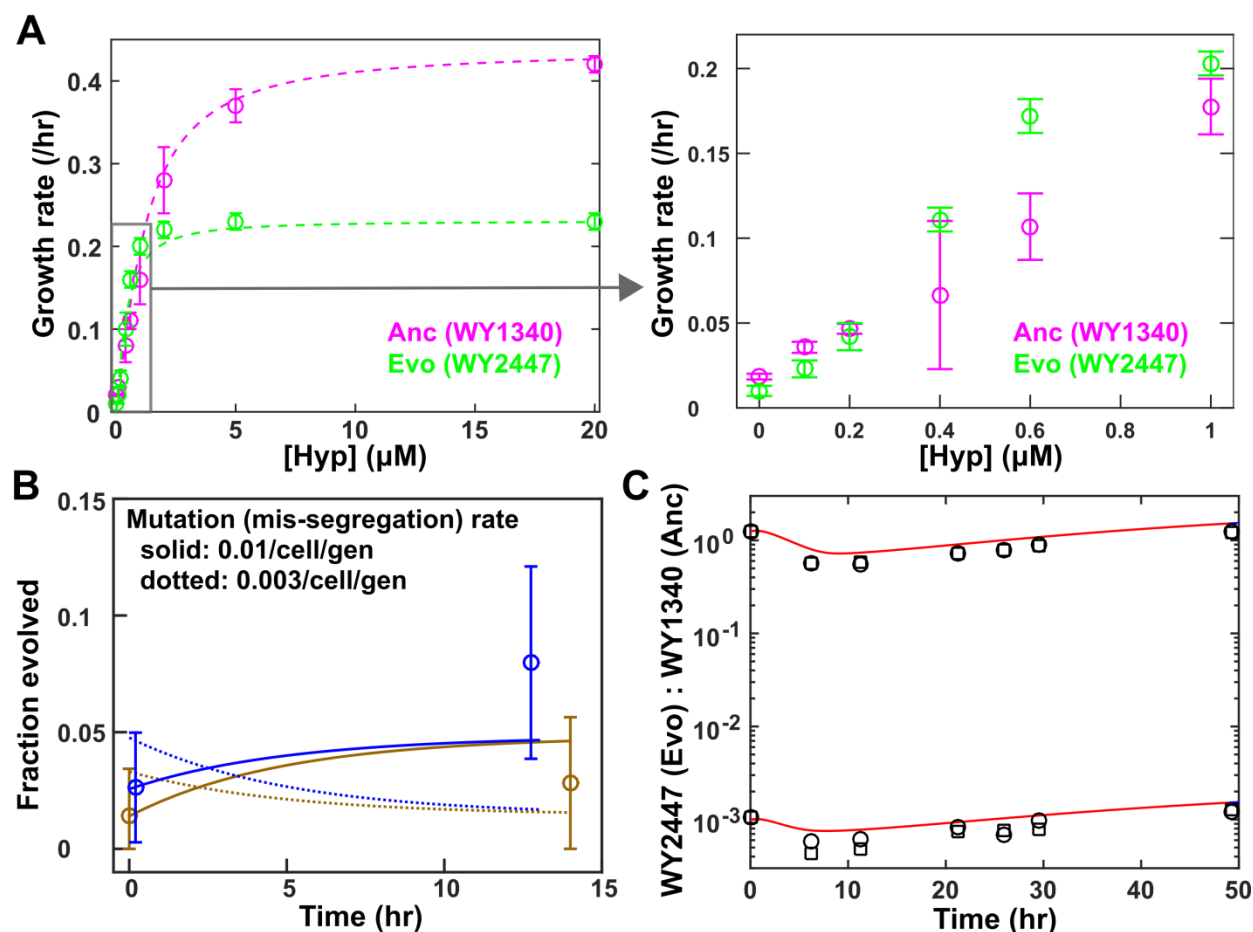 A
Growth rate (/hr)
0.4
0.3
0.2
0.1
0
0
5
10
15
20
[Hyp] (µM)
Anc (WY1340)
Evo (WY2447)
Growth rate (/hr)
0.2
0.15
0.1
0.05
0
0
0.2
0.4
0.6
0.8
1
[Hyp] (µM)
Anc (WY1340)
Evo (WY2447)
B
Fraction evolved
0.15
0.1
0.05
0
0
5
10
15
Time (hr)
Mutation (mis-segregation) rate
solid: 0.01/cell/gen
dotted: 0.003/cell/gen
C
WY2447 (Evo) : WY1340 (Anc)
10⁰
10⁻¹
10⁻²
10⁻³
0
10
20
30
40
50
Time (hr)